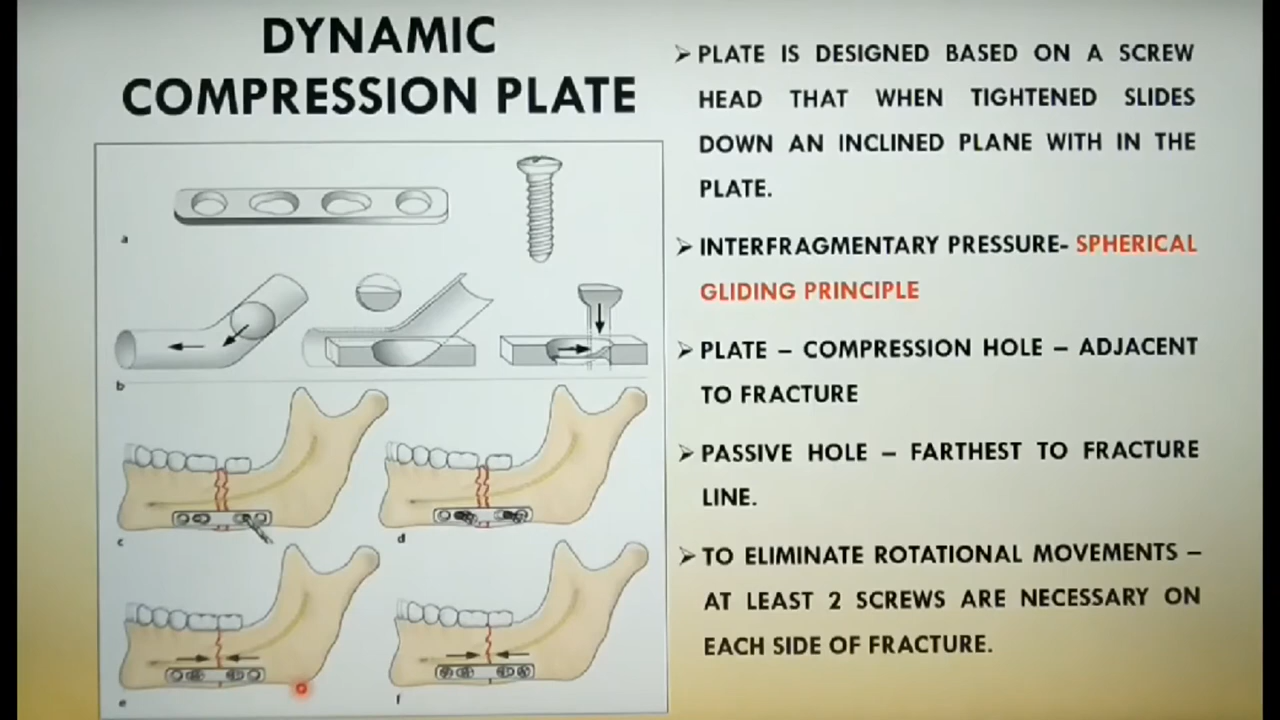 DYNAMIC
COMPRESSION PLATE
a
b
c
d
e
f
➢ PLATE IS DESIGNED BASED ON A SCREW
HEAD THAT WHEN TIGHTENED SLIDES
DOWN AN INCLINED PLANE WITH IN THE
PLATE.
➢ INTERFRAGMENTARY PRESSURE- SPHERICAL
GLIDING PRINCIPLE
➢ PLATE – COMPRESSION HOLE – ADJACENT
TO FRACTURE
➢ PASSIVE HOLE – FARTHEST TO FRACTURE
LINE.
➢ TO ELIMINATE ROTATIONAL MOVEMENTS –
AT LEAST 2 SCREWS ARE NECESSARY ON
EACH SIDE OF FRACTURE.